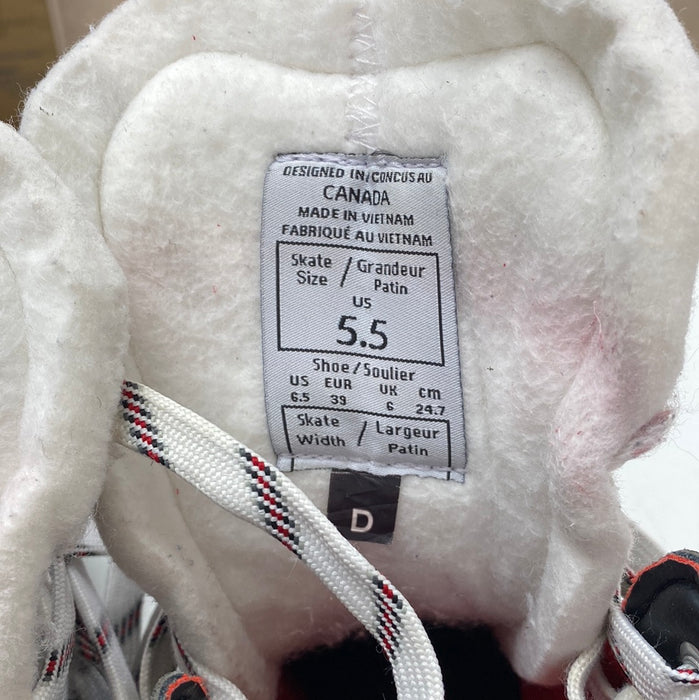 DESIGNED IN/CONCUS AU
CANADA
MADE IN VIETNAM
FABRIQUÉ AU VIETNAM
Skate Size / Grandeur Patin
US
5.5
Shoe/Soulier
US EUR UK cm
6.5 39 6 24.7
Skate Width / Largeur Patin
D